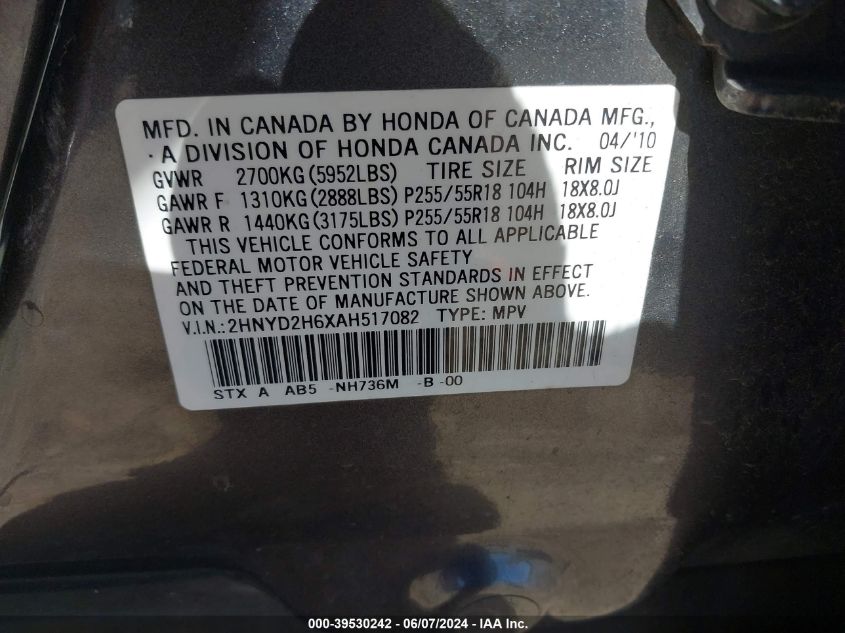 MFD. IN CANADA BY HONDA OF CANADA MFG.,
A DIVISION OF HONDA CANADA INC. 04/'10
GVWR 2700KG(5952LBS) TIRE SIZE RIM SIZE
GAWR F 1310KG(2888LBS) P255/55R18 104H 18X8.0J
GAWR R 1440KG(3175LBS) P255/55R18 104H 18X8.0J
THIS VEHICLE CONFORMS TO ALL APPLICABLE
FEDERAL MOTOR VEHICLE SAFETY
AND THEFT PREVENTION STANDARDS IN EFFECT
ON THE DATE OF MANUFACTURE SHOWN ABOVE.
V.I.N.:2HNYD2H6XAH517082 TYPE: MPV
STX A AB5 -NH736M -B -00
000-39530242 - 06/07/2024 - IAA Inc.